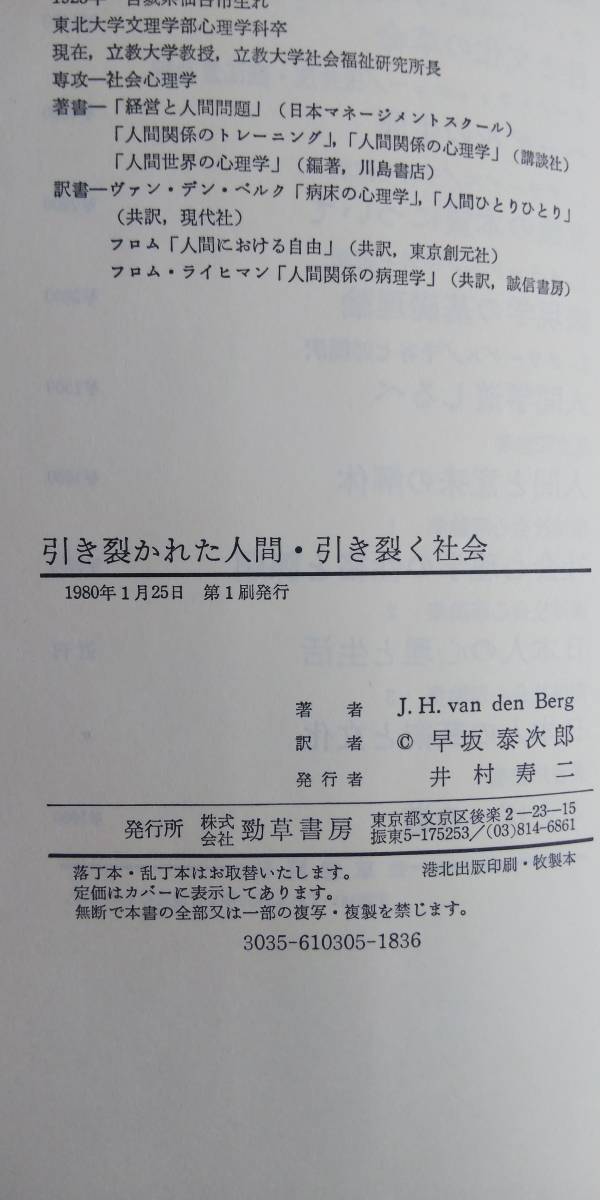 1923年 宮城県仙台市生れ
東北大学文理学部心理学科卒
現在，立教大学教授，立教大学社会福祉研究所長
専攻―社会心理学
著書―「経営と人間問題」（日本マネージメントスクール）
「人間関係のトレーニング」，「人間関係の心理学」（講談社）
「人間世界の心理学」（編著，川島書店）
訳書―ヴァン・デン・ベルク「病床の心理学」，「人間ひとりひとり」
（共訳，現代社）
フロム「人間における自由」（共訳，東京創元社）
フロム・ライヒマン「人間関係の病理学」（共訳，誠信書房）
引き裂かれた人間・引き裂く社会
1980年1月25日 第1刷発行
著者 J. H. van den Berg
訳者 © 早坂泰次郎
発行者 井村寿二
発行所 株式会社 勁草書房 東京都文京区後楽2－23－15
振東5-175253／(03)814-6861
落丁本・乱丁本はお取替いたします。 港北出版印刷・牧製本
定価はカバーに表示してあります。
無断で本書の全部又は一部の複写・複製を禁じます。
3035-610305-1836